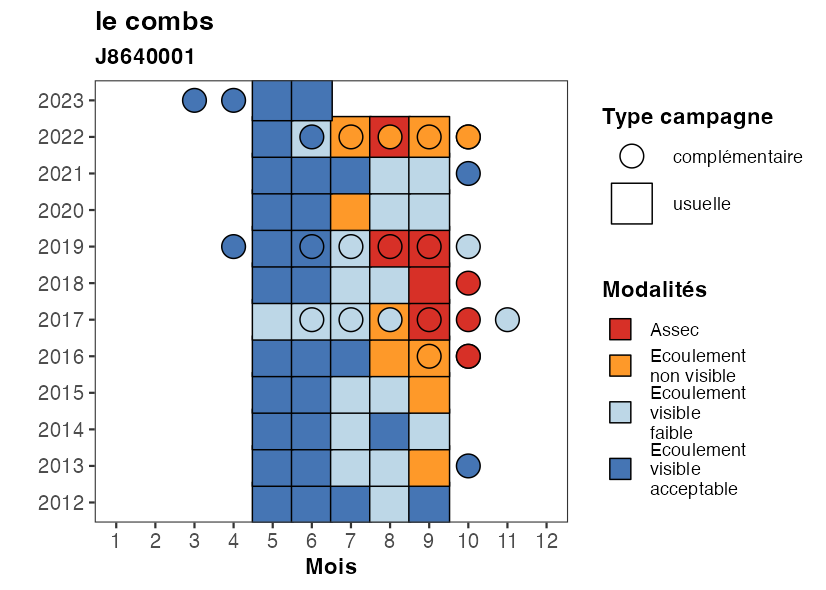 le combs
J8640001
2023
2022
2021
2020
2019
2018
2017
2016
2015
2014
2013
2012
1 2 3 4 5 6 7 8 9 10 11 12
Mois
Type campagne
complémentaire
usuelle
Modalités
Assec
Ecoulement
non visible
Ecoulement
visible
faible
Ecoulement
visible
acceptable